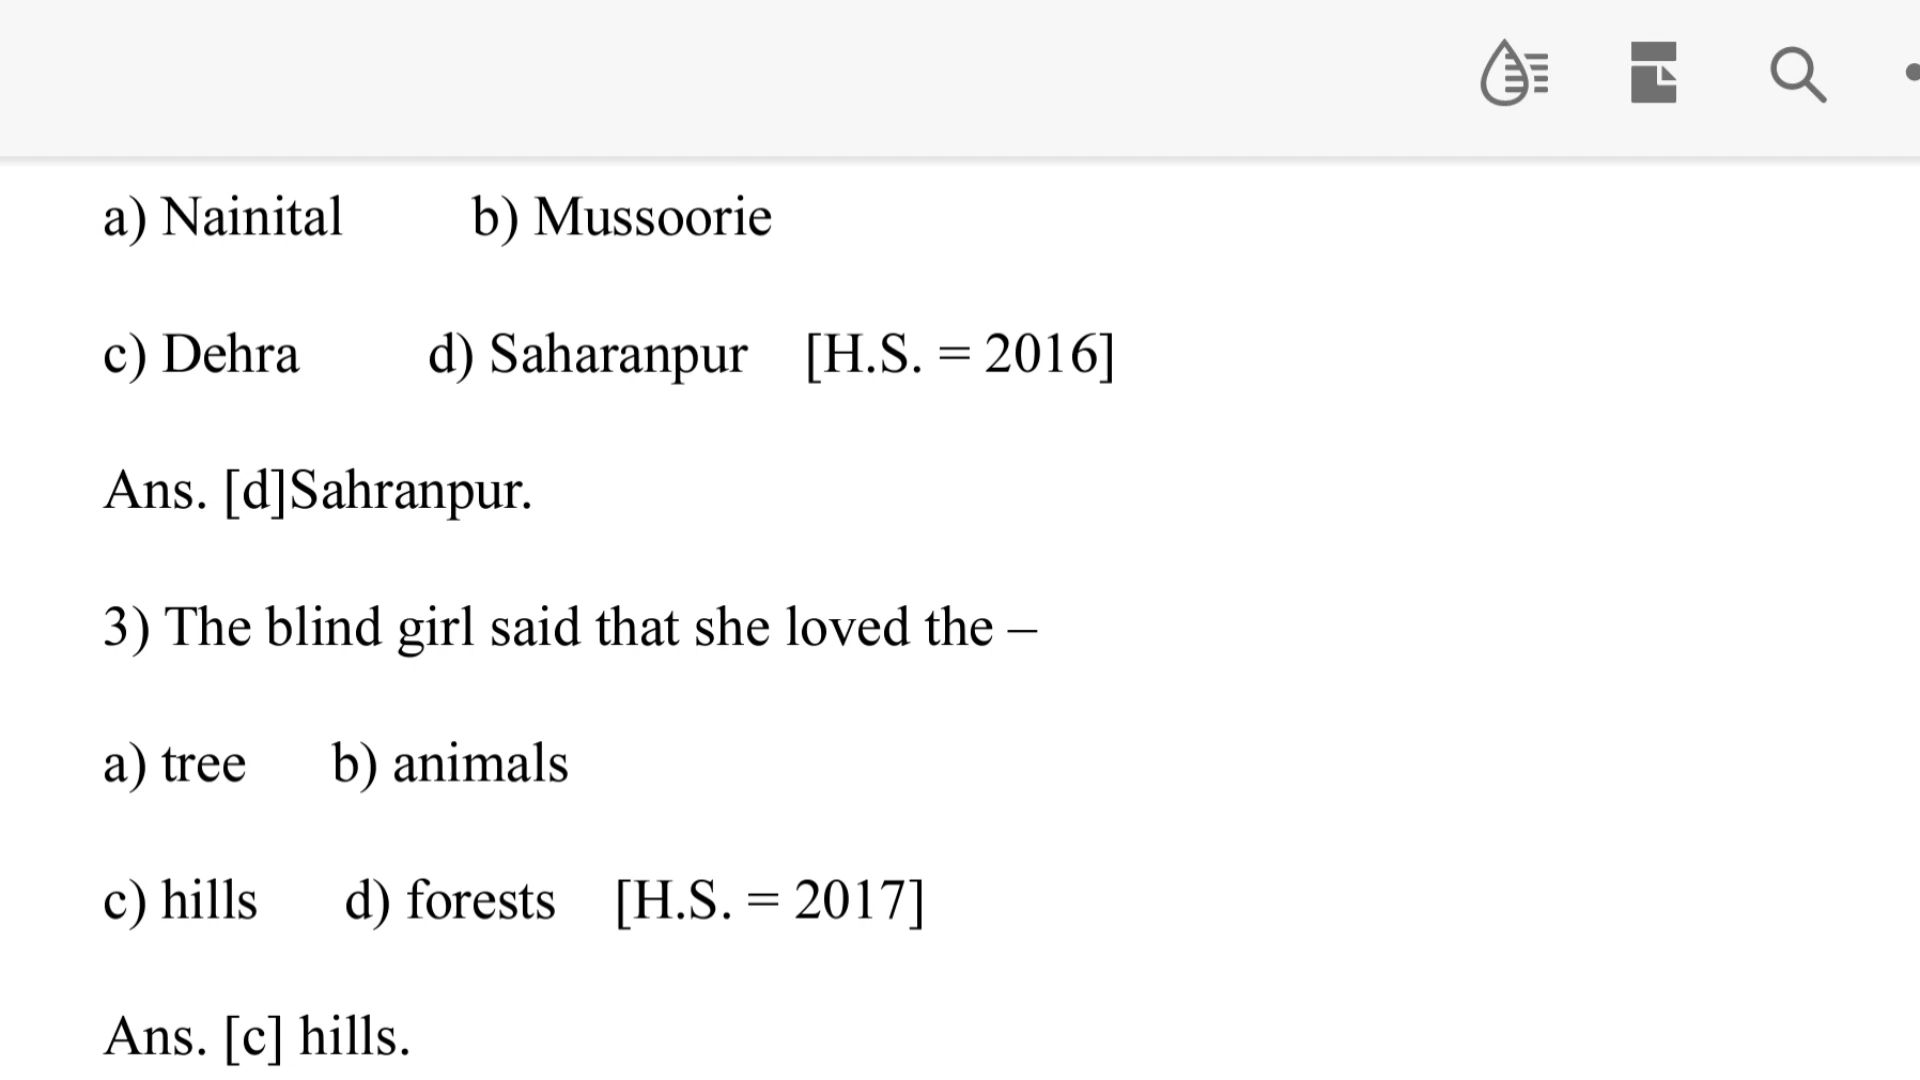 a) Nainital b) Mussoorie
c) Dehra d) Saharanpur [H.S. = 2016]
Ans. [d]Sahranpur.
3) The blind girl said that she loved the –
a) tree b) animals
c) hills d) forests [H.S. = 2017]
Ans. [c] hills.